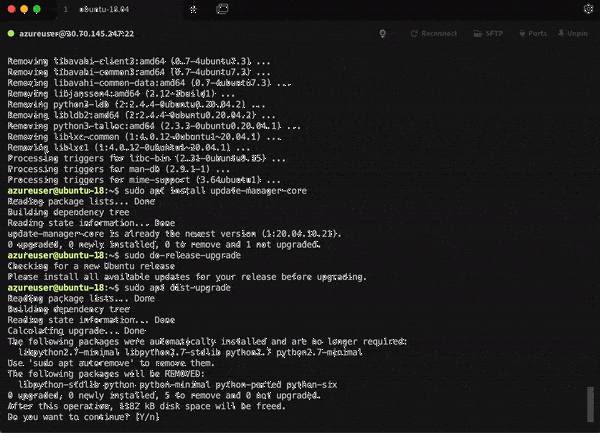 1 ubuntu-18.04
azureuser@20.70.145.247:22 Reconnect SFTP Ports Unpin
Removing libavahi-client3:amd64 (0.7-4ubuntu7.3) ...
Removing libavahi-common3:amd64 (0.7-4ubuntu7.3) ...
Removing libavahi-common-data:amd64 (0.7-4ubuntu7.3) ...
Removing libjansson4:amd64 (2.12-1build1) ...
Removing python3-ldb (2:2.4.4-0ubuntu0.20.04.2) ...
Removing libldb2:amd64 (2:2.4.4-0ubuntu0.20.04.2) ...
Removing python3-talloc:amd64 (2.3.3-0ubuntu0.20.04.1) ...
Removing liblxc-common (1:4.0.12-0ubuntu1~20.04.1) ...
Removing liblxc1 (1:4.0.12-0ubuntu1~20.04.1) ...
Processing triggers for libc-bin ...
Processing triggers for man-db (2.9.1-1) ...
Processing triggers for mime-support (3.64ubuntu1) ...
azureuser@ubuntu-18:~$ sudo apt install update-manager-core
Reading package lists... Done
Building dependency tree
Reading state information... Done
update-manager-core is already the newest version (1:20.04.10.21).
0 upgraded, 0 newly installed, 0 to remove and 1 not upgraded.
azureuser@ubuntu-18:~$ sudo do-release-upgrade
Checking for a new Ubuntu release
Please install all available updates for your release before upgrading.
azureuser@ubuntu-18:~$ sudo apt dist-upgrade
Reading package lists... Done
Building dependency tree
Reading state information... Done
Calculating upgrade... Done
The following packages were automatically installed and are no longer required:
libpython2.7-minimal libpython2.7-stdlib python2.7 python2.7-minimal
Use 'sudo apt autoremove' to remove them.
The following packages will be REMOVED:
libpython-stdlib python python-minimal python-pam python-six
0 upgraded, 0 newly installed, 5 to remove and 0 not upgraded.
After this operation, kB disk space will be freed.
Do you want to continue? [Y/n]